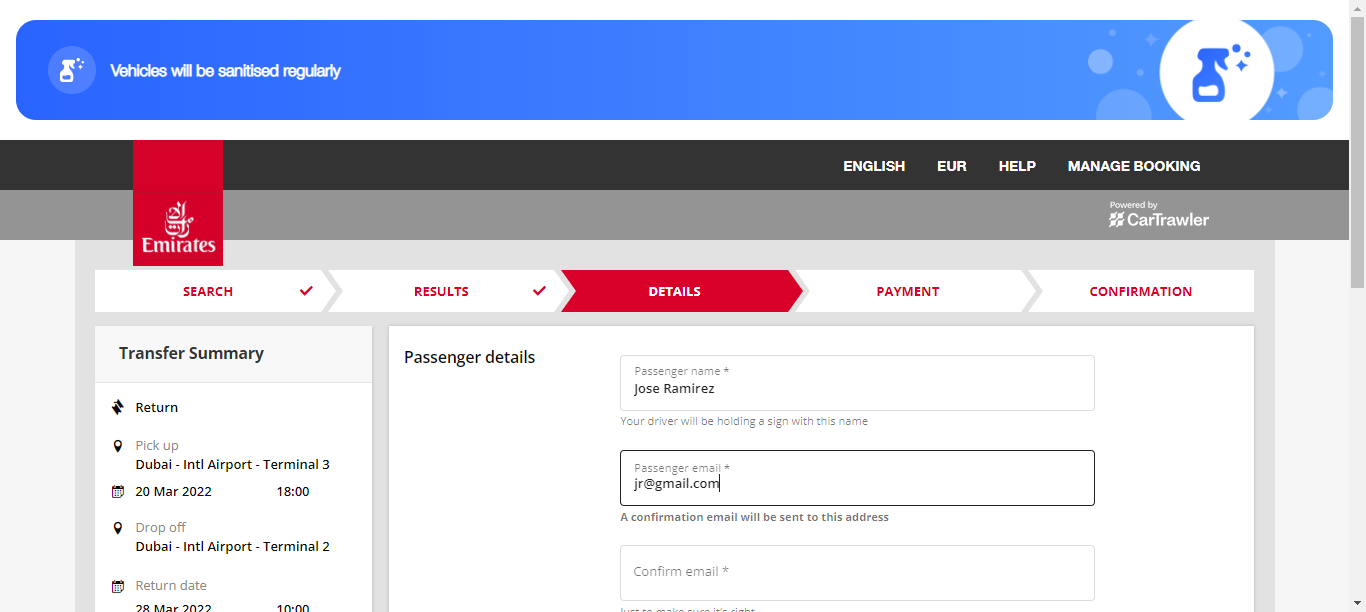 Vehicles will be sanitised regularly
ENGLISH EUR HELP MANAGE BOOKING
Powered by
CarTrawler
Emirates
SEARCH RESULTS DETAILS PAYMENT CONFIRMATION
Transfer Summary
Return
Pick up
Dubai - Intl Airport - Terminal 3
20 Mar 2022 18:00
Drop off
Dubai - Intl Airport - Terminal 2
Return date
28 Mar 2022 10:00
Passenger details
Passenger name *
Jose Ramirez
Your driver will be holding a sign with this name
Passenger email *
jr@gmail.com
A confirmation email will be sent to this address
Confirm email *
Just to make sure it's right